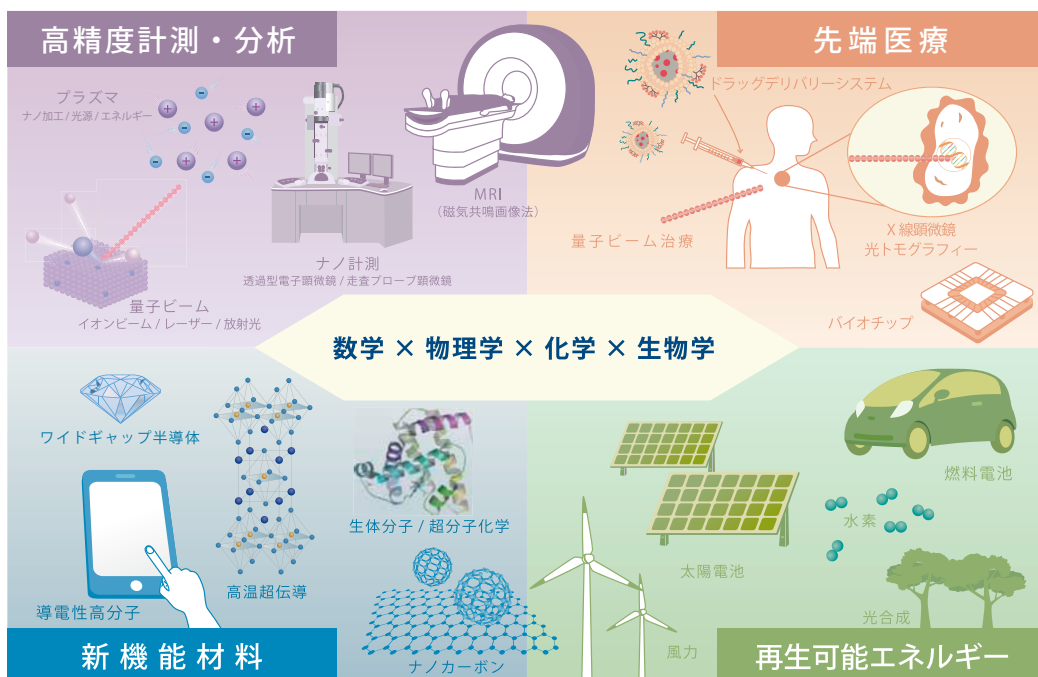 高精度計測・分析
プラズマ
ナノ加工 / 光源 / エネルギー
MRI
（磁気共鳴画像法）
ナノ計測
透過型電子顕微鏡 / 走査プローブ顕微鏡
量子ビーム
イオンビーム / レーザー / 放射光
先端医療
ドラッグデリバリーシステム
量子ビーム治療
X 線顕微鏡
光トモグラフィー
バイオチップ
数学 × 物理学 × 化学 × 生物学
ワイドギャップ半導体
導電性高分子
高温超伝導
生体分子 / 超分子化学
ナノカーボン
新機能材料
燃料電池
水素
太陽電池
光合成
風力
再生可能エネルギー